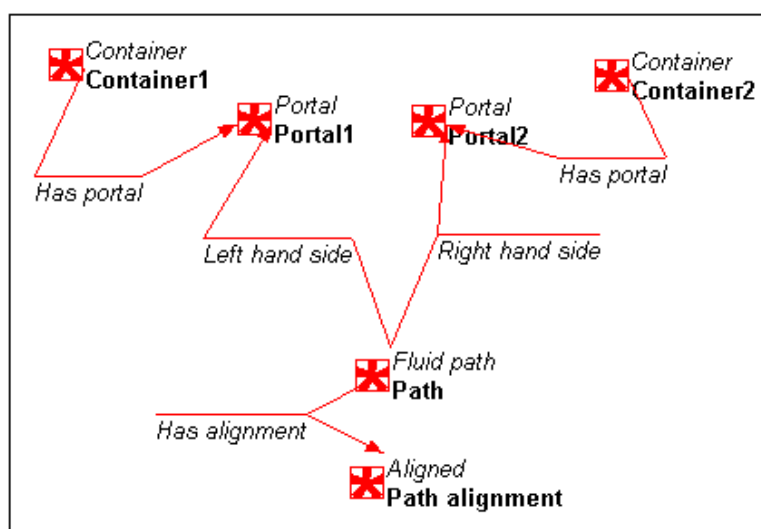 Container
Container1
Container
Container2
Portal
Portal1
Portal
Portal2
Has portal
Has portal
Left hand side
Right hand side
Fluid path
Path
Has alignment
Aligned
Path alignment